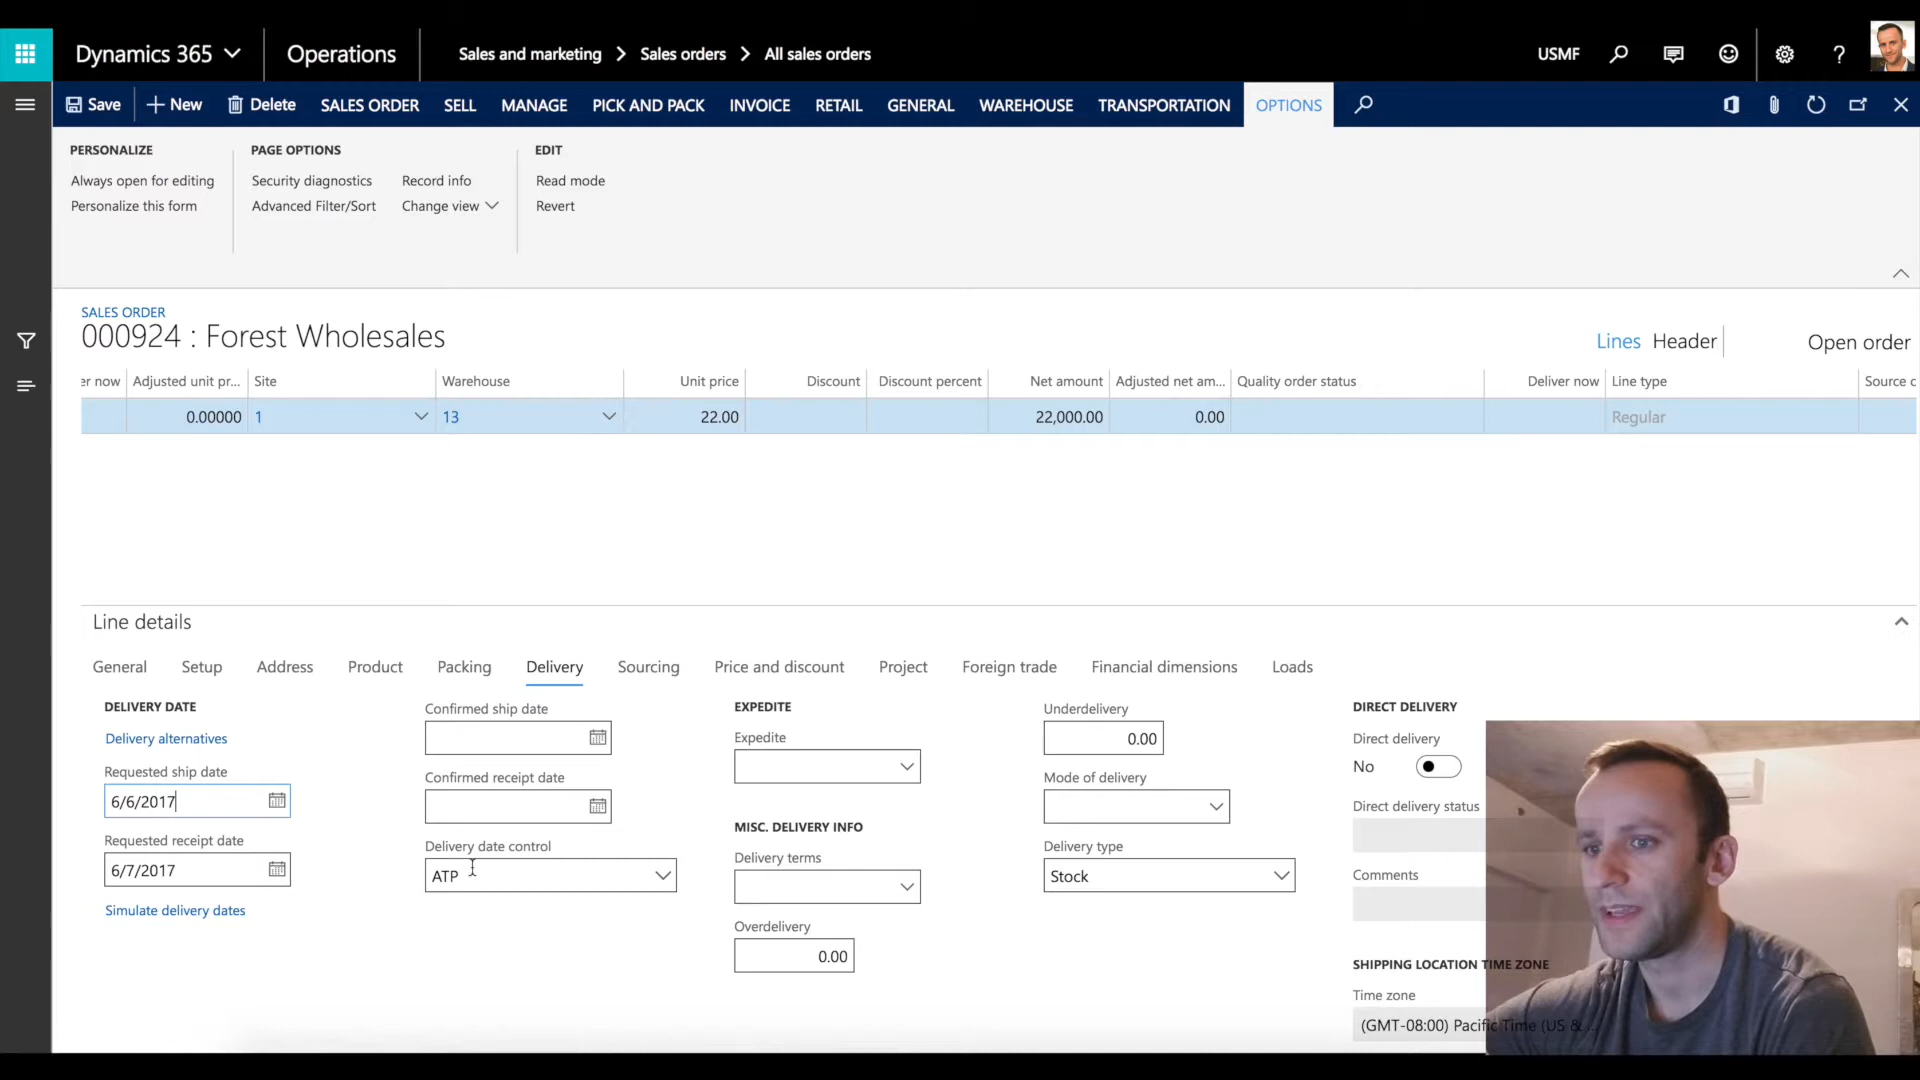 Dynamics 365
Operations
Sales and marketing > Sales orders > All sales orders
USMF
Save
New
Delete
SALES ORDER
SELL
MANAGE
PICK AND PACK
INVOICE
RETAIL
GENERAL
WAREHOUSE
TRANSPORTATION
OPTIONS
PERSONALIZE
Always open for editing
Personalize this form
PAGE OPTIONS
Security diagnostics
Advanced Filter/Sort
Record info
Change view
EDIT
Read mode
Revert
SALES ORDER
000924 : Forest Wholesales
Lines Header
Open order
er now Adjusted unit pr... Site Warehouse Unit price Discount Discount percent Net amount Adjusted net am... Quality order status Deliver now Line type Source c
0.00000 1 13 22.00 22,000.00 0.00 Regular
Line details
General Setup Address Product Packing Delivery Sourcing Price and discount Project Foreign trade Financial dimensions Loads
DELIVERY DATE
Delivery alternatives
Requested ship date
6/6/2017
Requested receipt date
6/7/2017
Simulate delivery dates
Confirmed ship date
Confirmed receipt date
Delivery date control
ATP
EXPEDITE
Expedite
MISC. DELIVERY INFO
Delivery terms
Overdelivery
0.00
Underdelivery
0.00
Mode of delivery
Delivery type
Stock
DIRECT DELIVERY
Direct delivery
No
Direct delivery status
Comments
SHIPPING LOCATION TIME ZONE
Time zone
(GMT-08:00) Pacific Time (US & ...